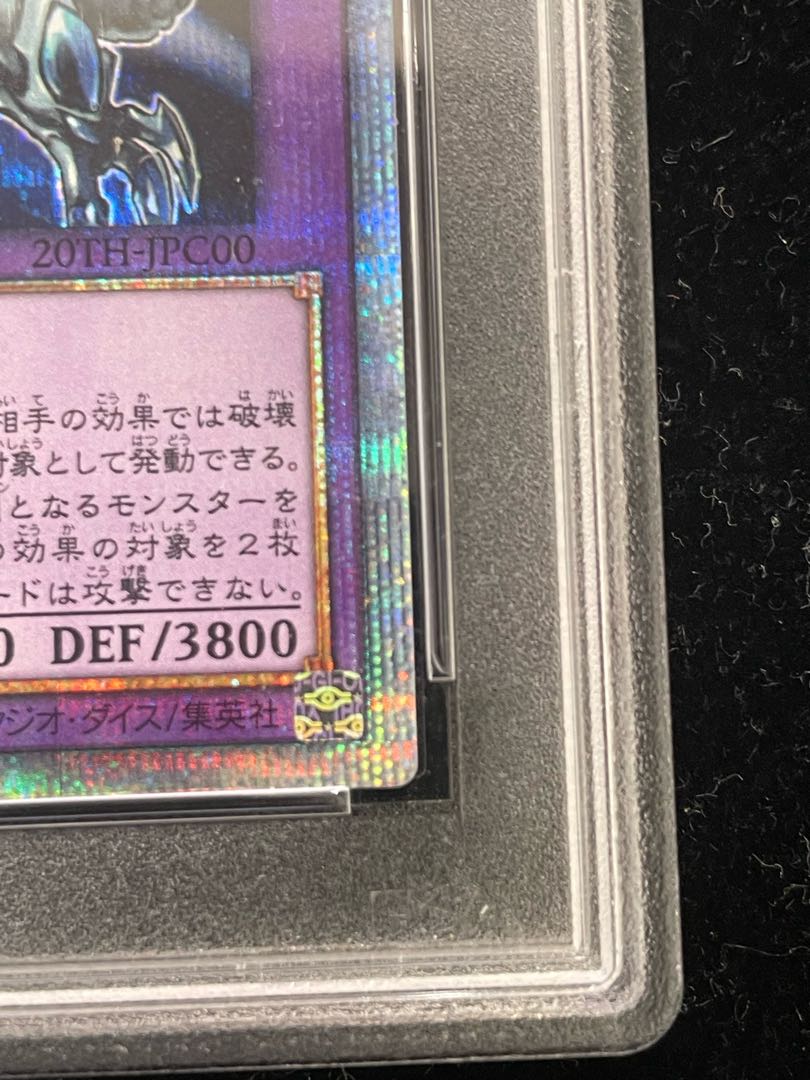 20TH-JPC00
相手の効果では破壊
対象として発動できる。
となるモンスターを
の効果の対象を２枚
ードは攻撃できない。
0 DEF/3800
ジオ・ダイス/集英社